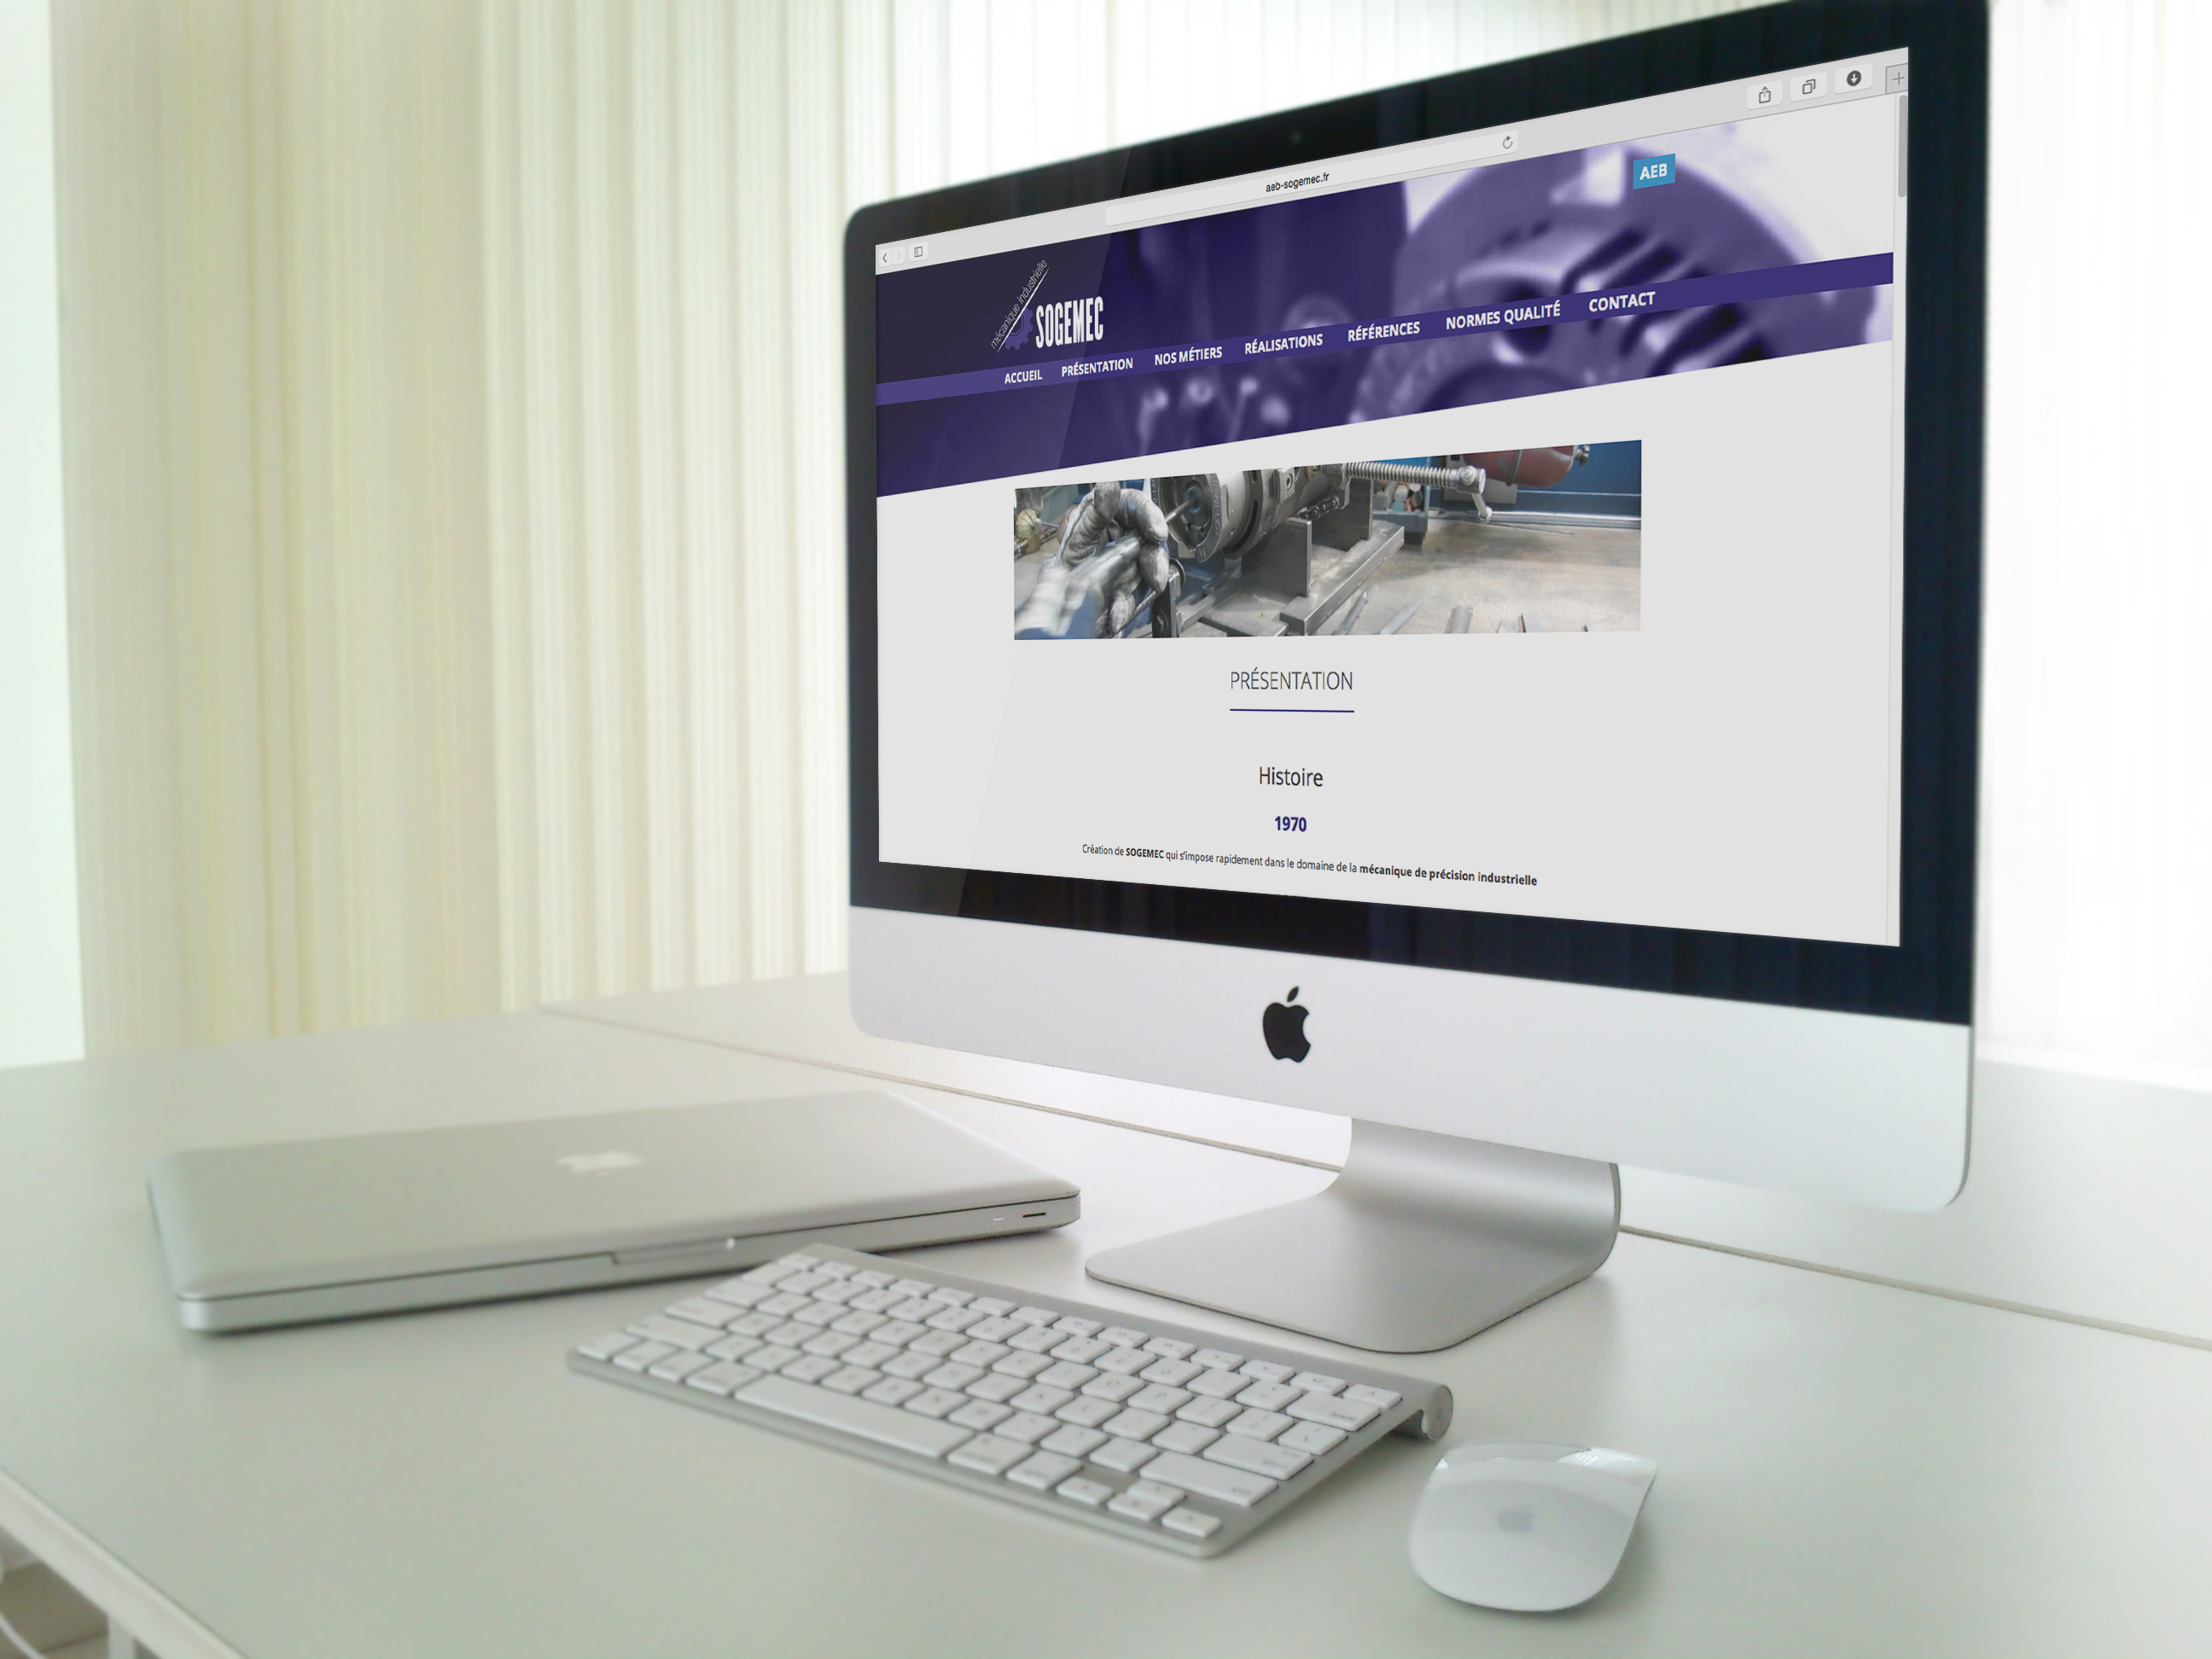 aeb-sogemec.fr
AEB
mécanique industrielle
SOGEMEC
ACCUEIL PRÉSENTATION NOS MÉTIERS RÉALISATIONS RÉFÉRENCES NORMES QUALITÉ CONTACT
PRÉSENTATION
Histoire
1970
Création de SOGEMEC qui s'impose rapidement dans le domaine de la mécanique de précision industrielle